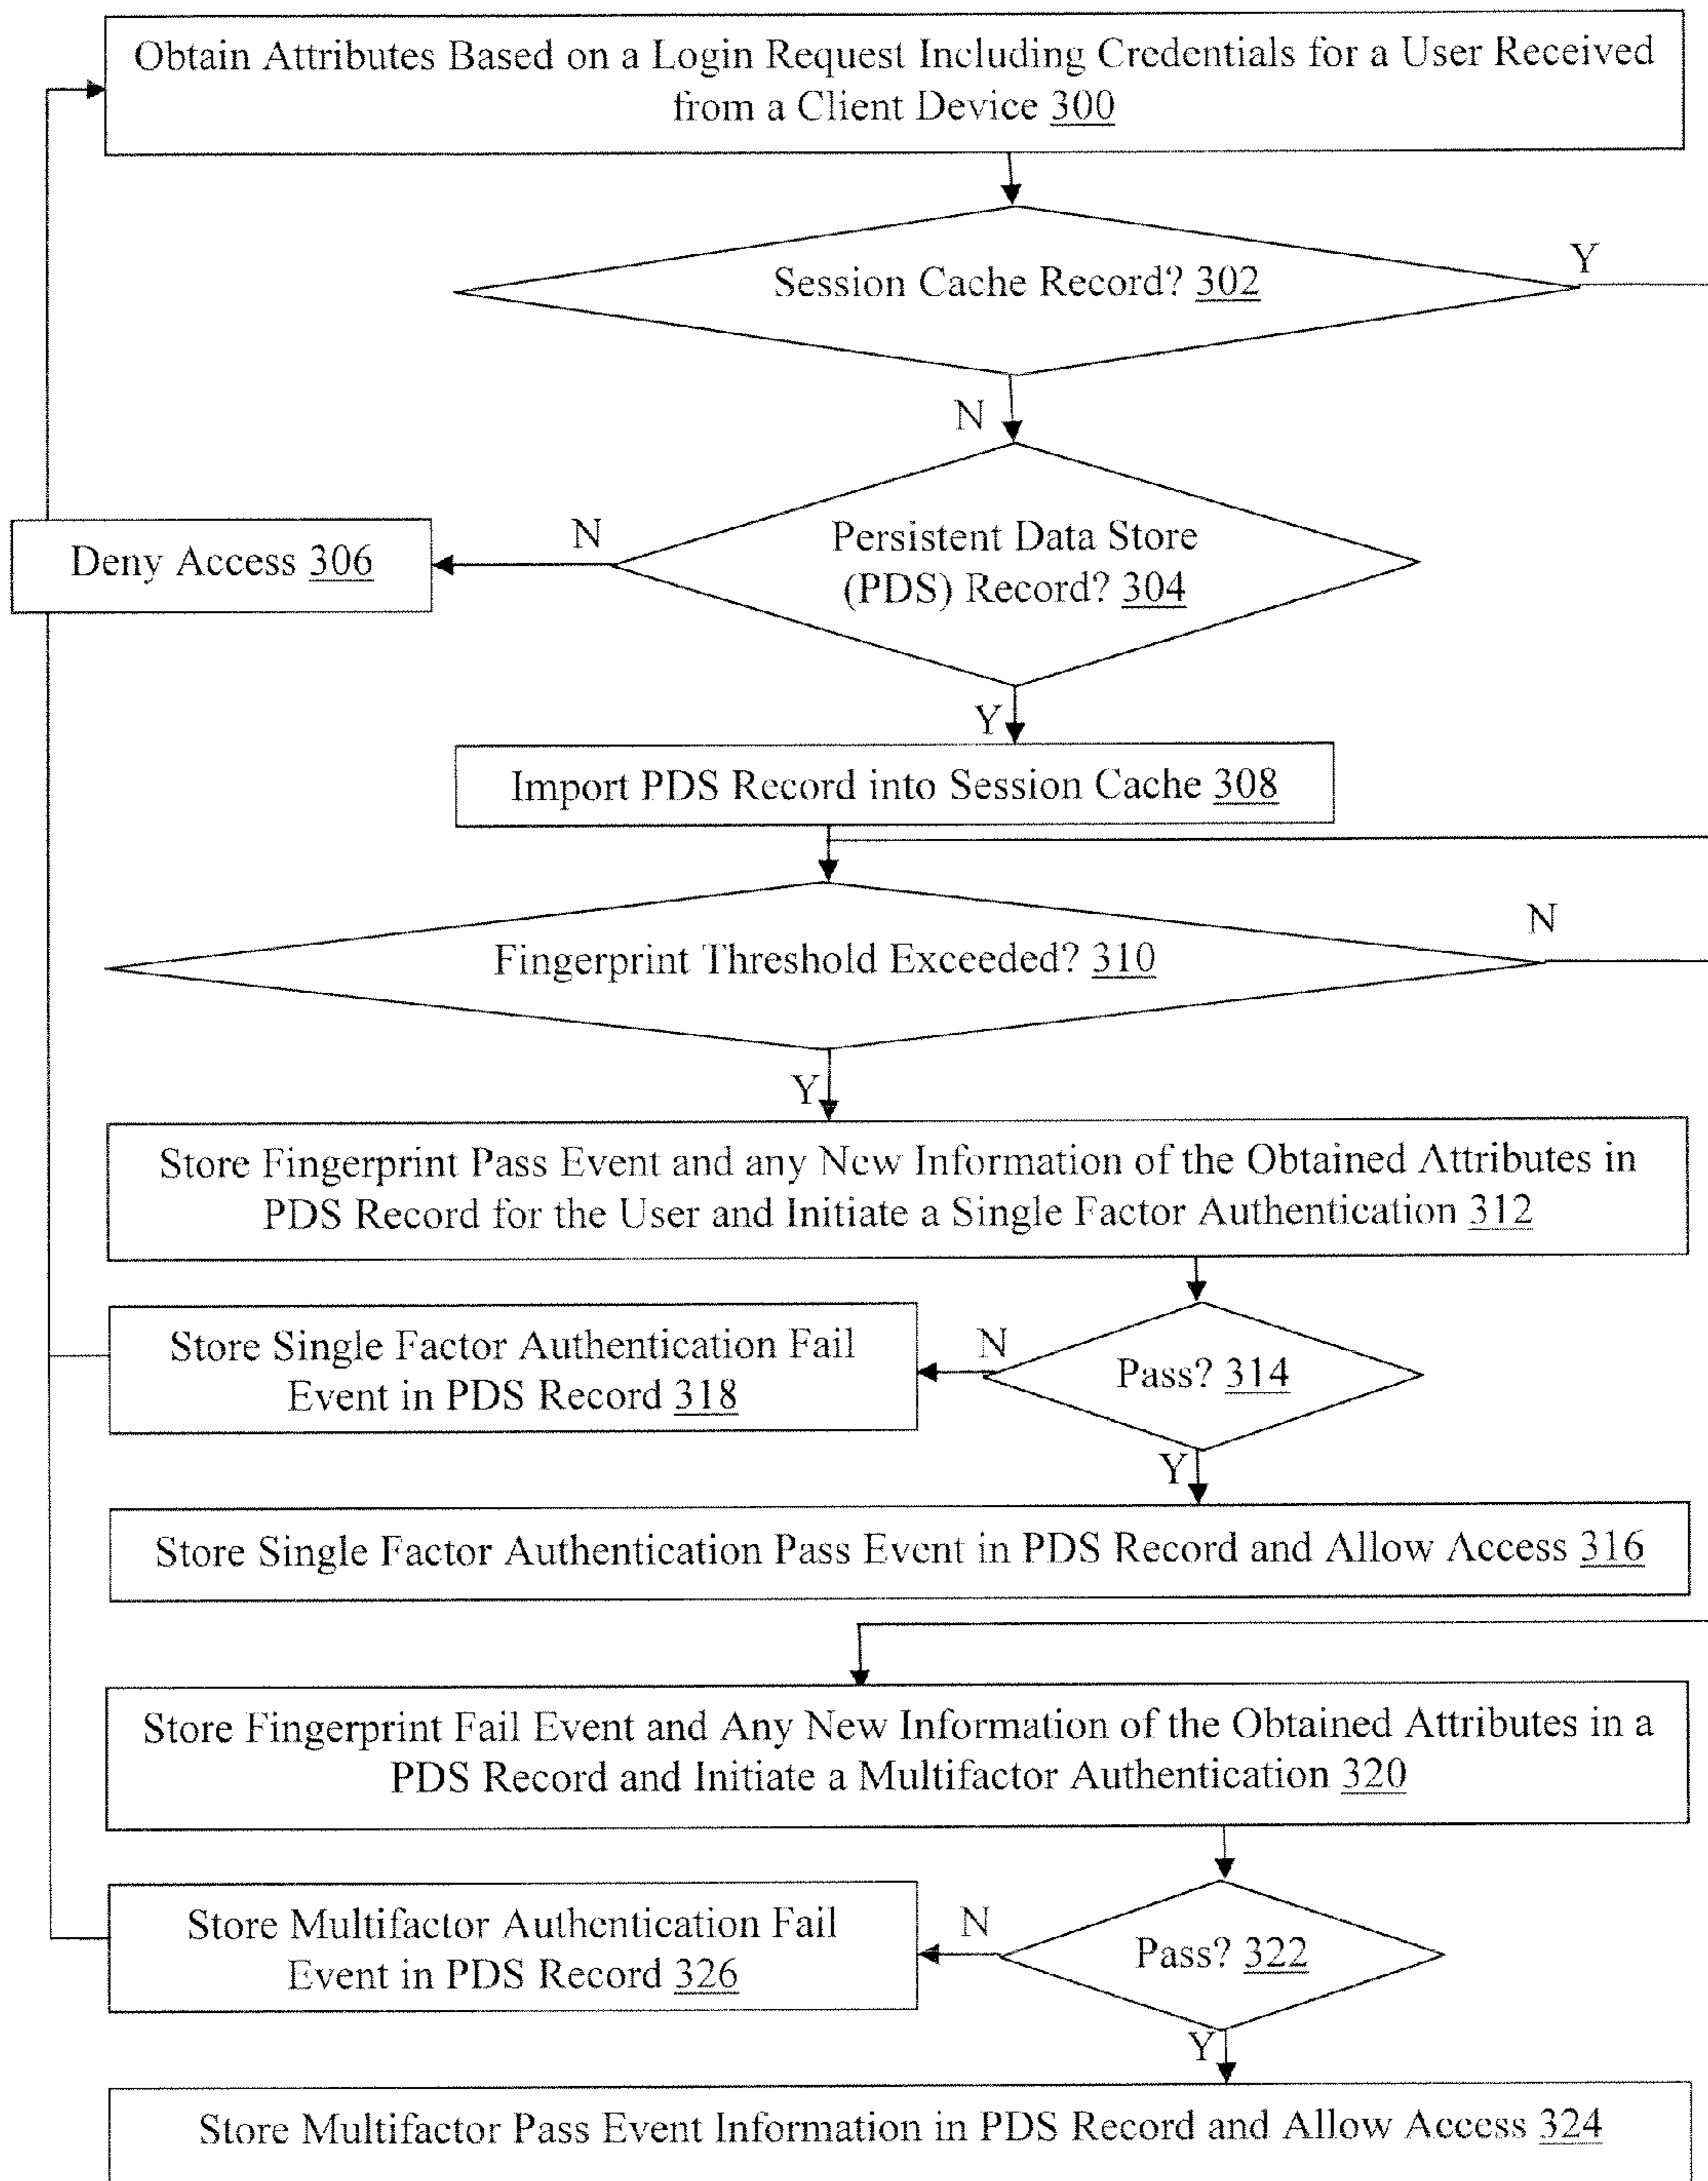 Obtain Attributes Based on a Login Request Including Credentials for a User Received
from a Client Device 300
Session Cache Record? 302
Y
N
Persistent Data Store
(PDS) Record? 304
N
Deny Access 306
Y
Import PDS Record into Session Cache 308
Fingerprint Threshold Exceeded? 310
N
Y
Store Fingerprint Pass Event and any New Information of the Obtained Attributes in
PDS Record for the User and Initiate a Single Factor Authentication 312
Store Single Factor Authentication Fail
Event in PDS Record 318
N
Pass? 314
Y
Store Single Factor Authentication Pass Event in PDS Record and Allow Access 316
Store Fingerprint Fail Event and Any New Information of the Obtained Attributes in a
PDS Record and Initiate a Multifactor Authentication 320
Store Multifactor Authentication Fail
Event in PDS Record 326
N
Pass? 322
Y
Store Multifactor Pass Event Information in PDS Record and Allow Access 324